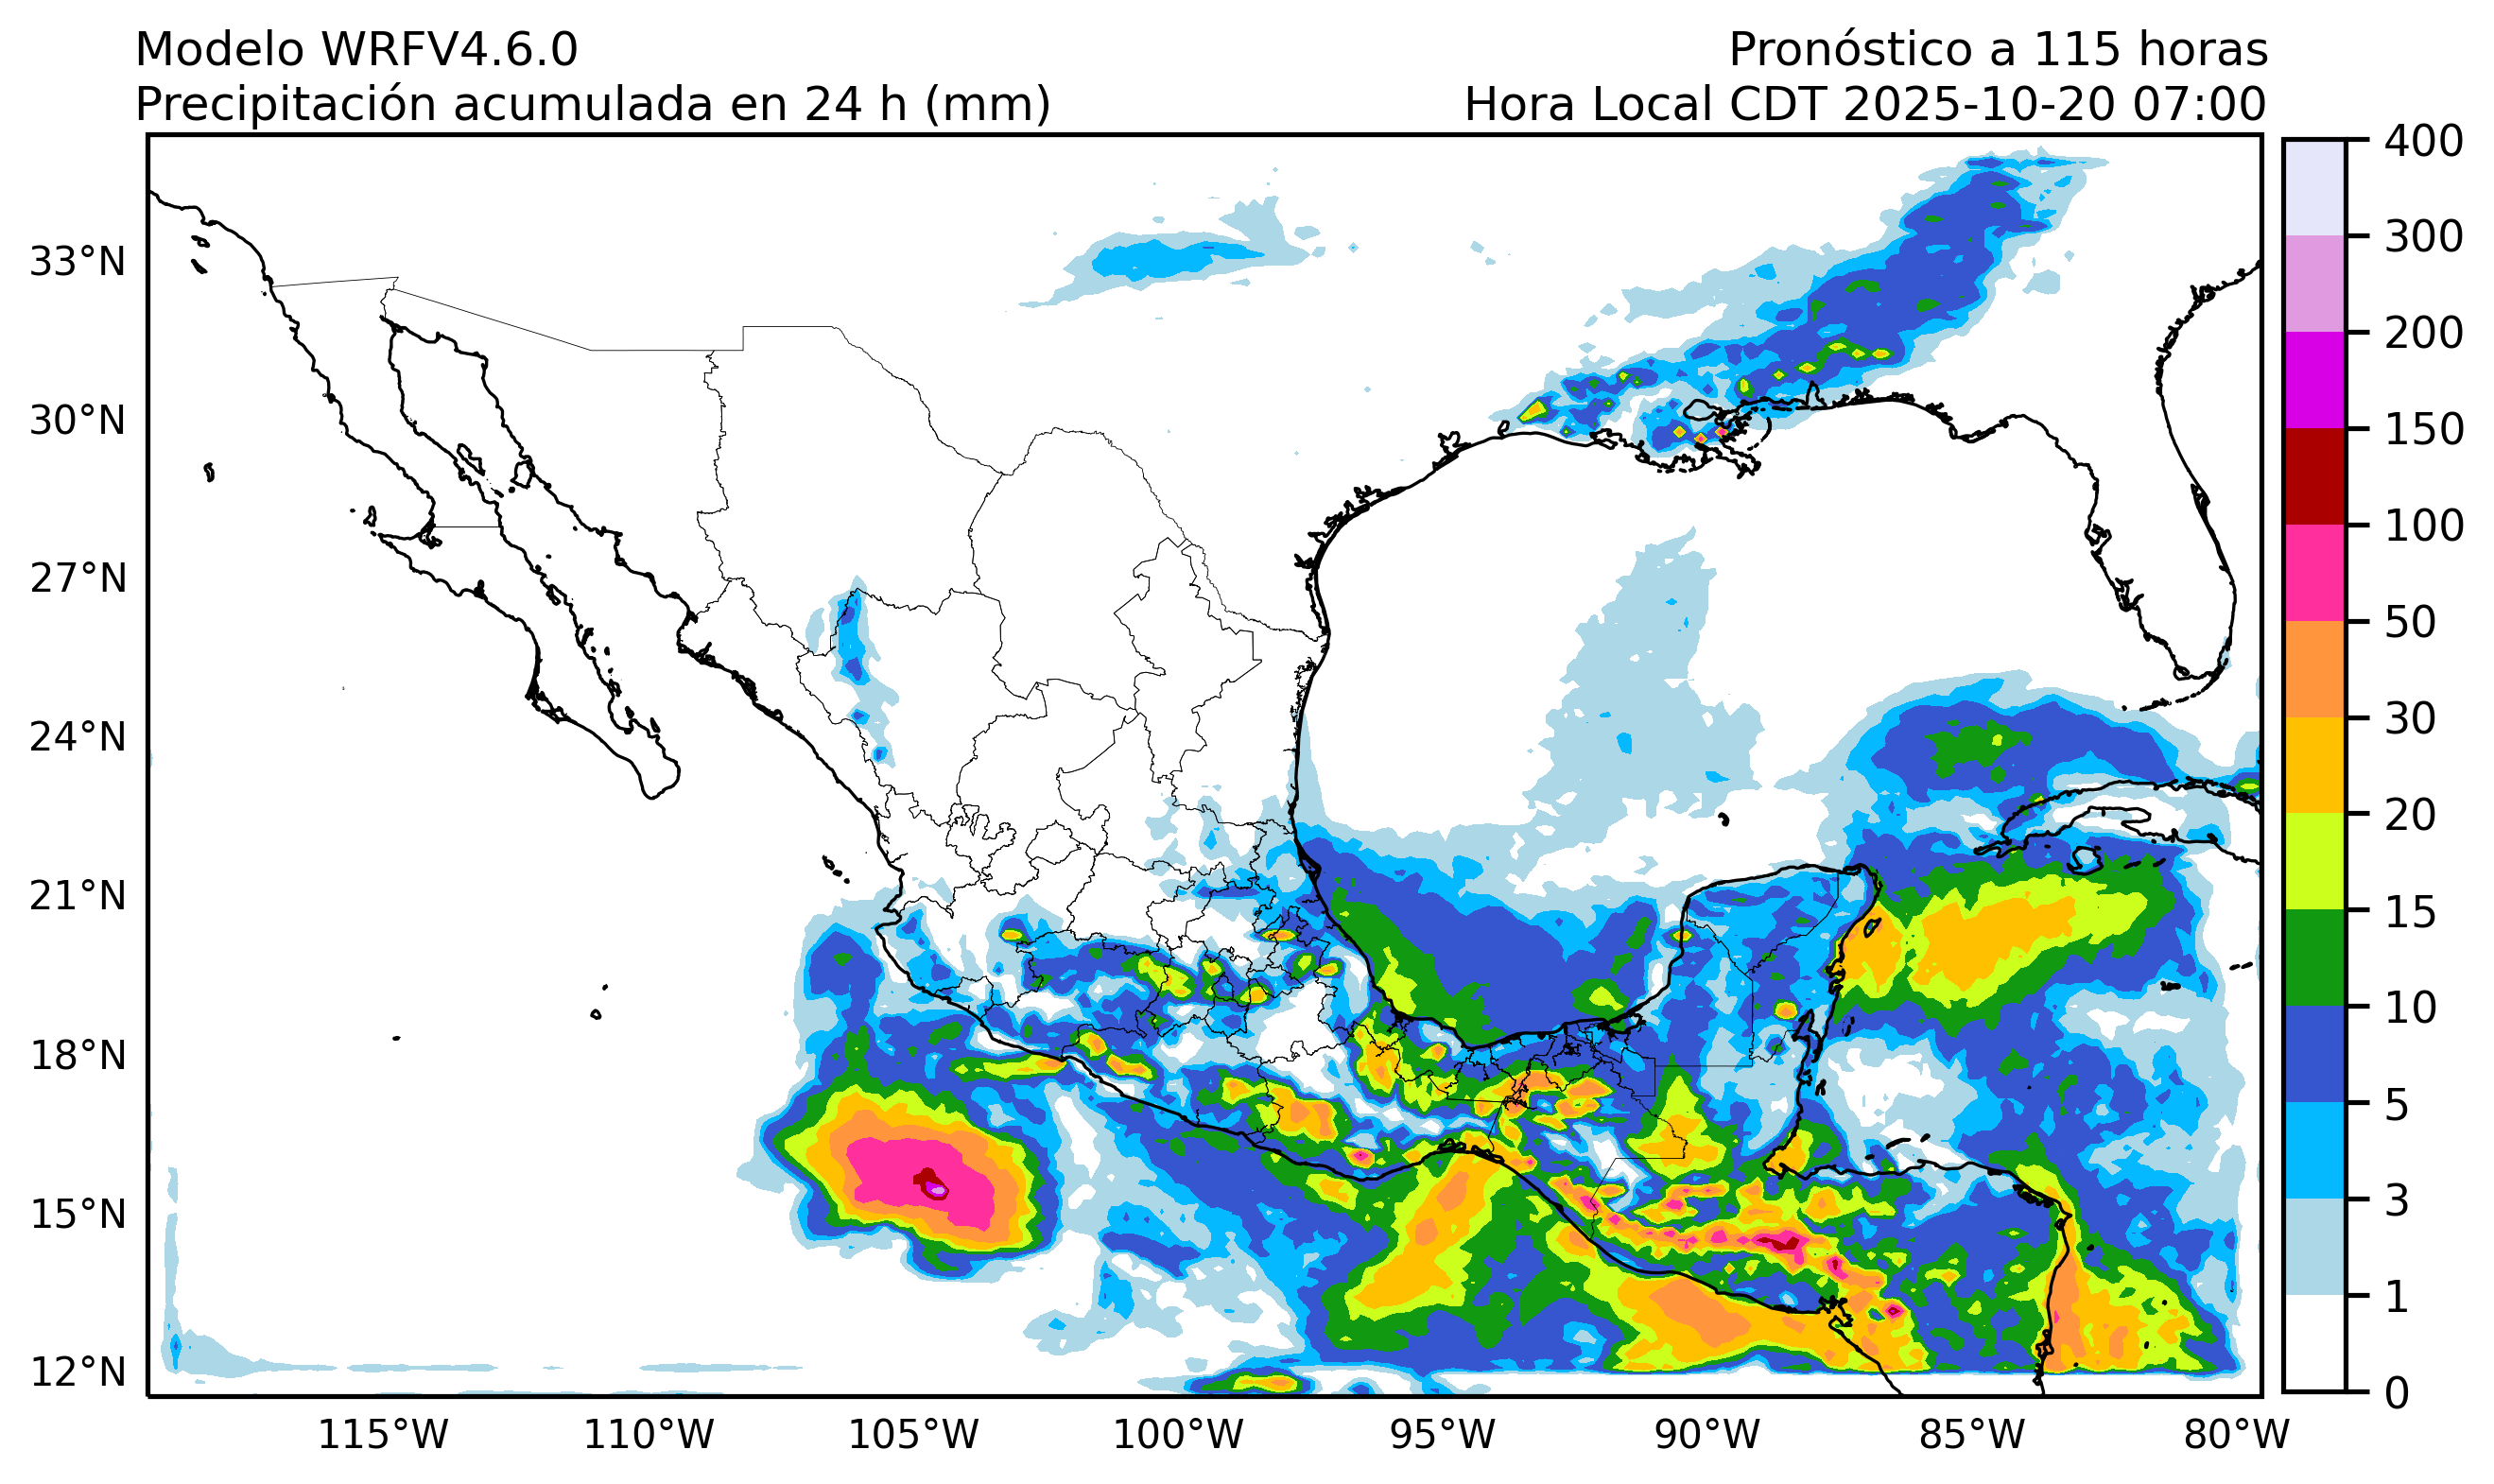 Modelo WRFV4.6.0
Pronóstico a 115 horas
Precipitación acumulada en 24 h (mm)
Hora Local CDT 2025-10-20 07:00
33°N
30°N
27°N
24°N
21°N
18°N
15°N
12°N
115°W
110°W
105°W
100°W
95°W
90°W
85°W
80°W
400
300
200
150
100
50
30
20
15
10
5
3
1
0